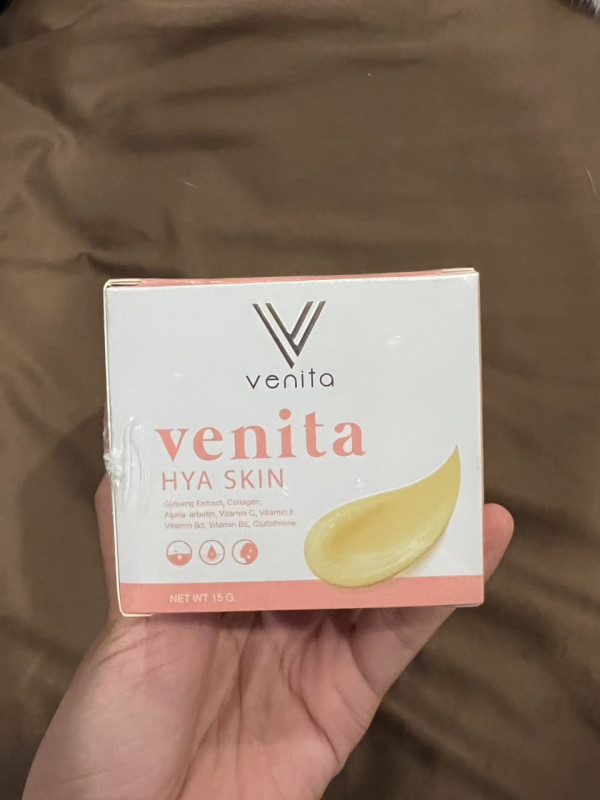 venita
venita
HYA SKIN
Ginseng Extract, Collagen,
Alpha-arbutin, Vitamin C, Vitamin E
Vitamin B3, Vitamin B5, Glutathione
NET WT 15 G.